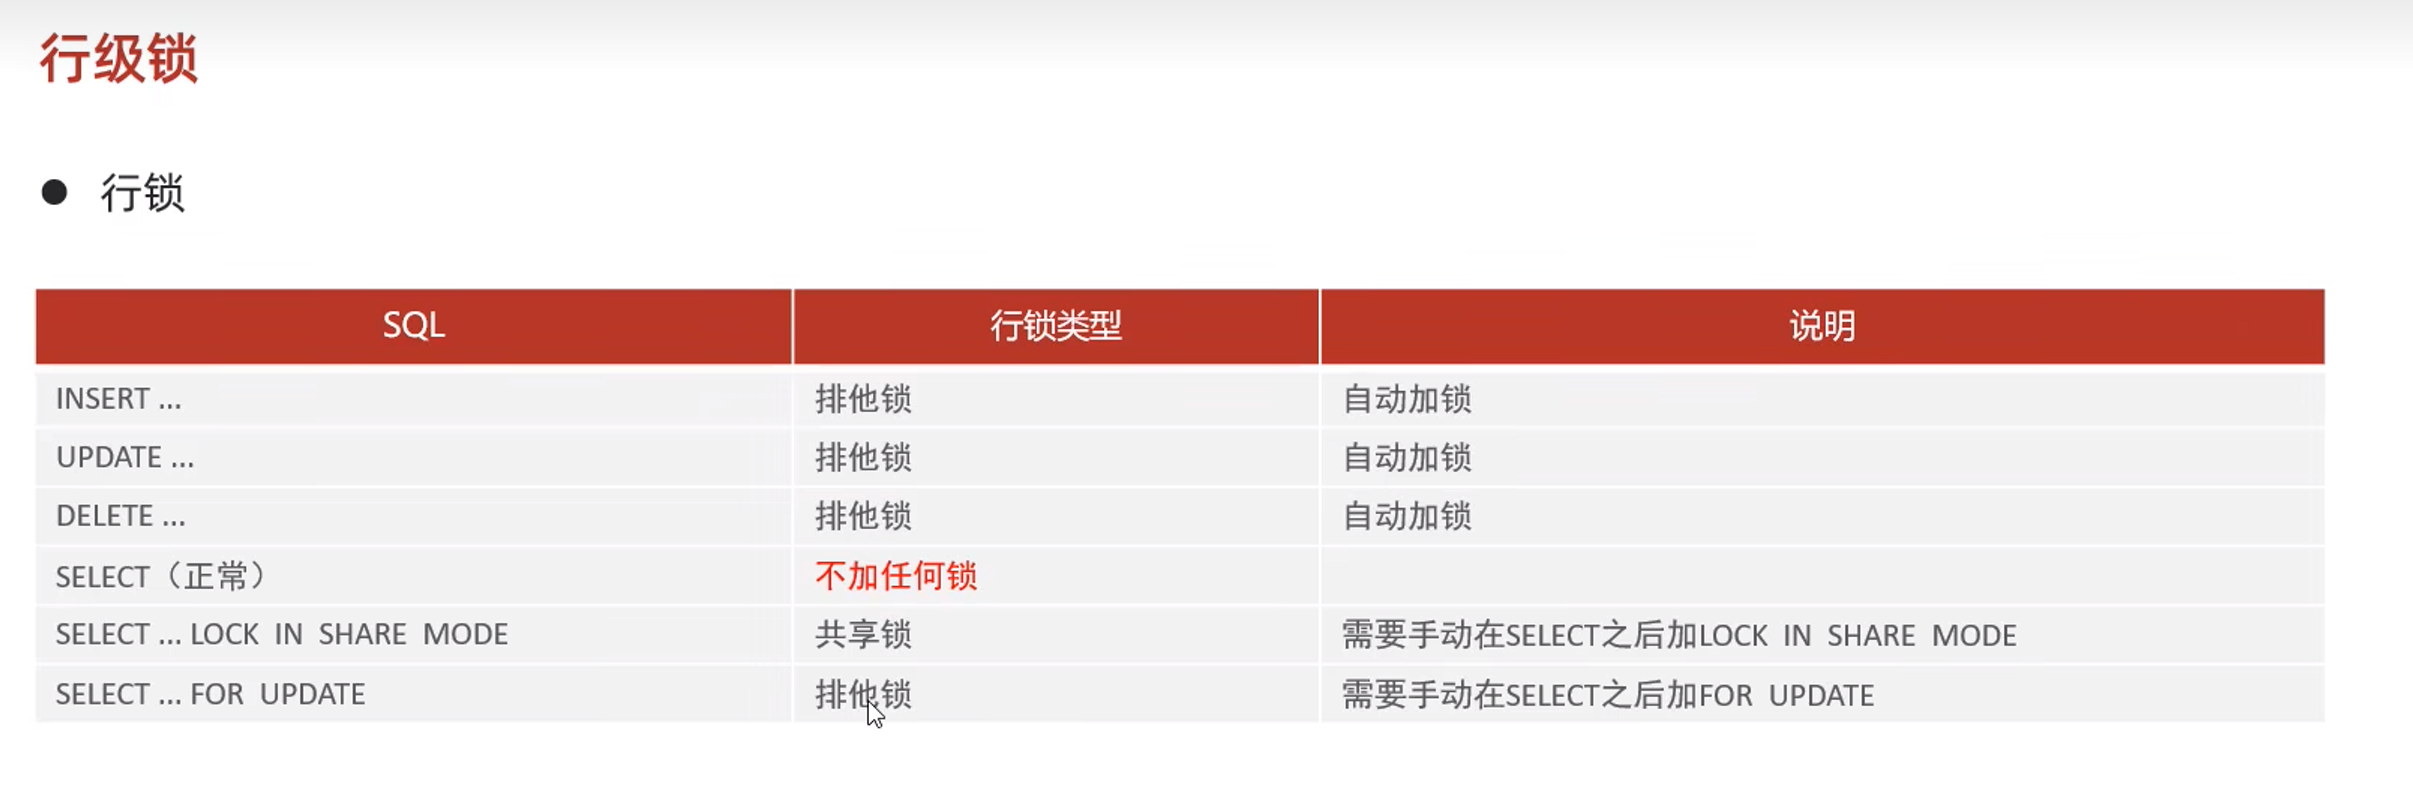 行级锁
● 行锁
SQL 行锁类型 说明
INSERT ... 排他锁 自动加锁
UPDATE ... 排他锁 自动加锁
DELETE ... 排他锁 自动加锁
SELECT（正常） 不加任何锁
SELECT ... LOCK IN SHARE MODE 共享锁 需要手动在SELECT之后加LOCK IN SHARE MODE
SELECT ... FOR UPDATE 排他锁 需要手动在SELECT之后加FOR UPDATE